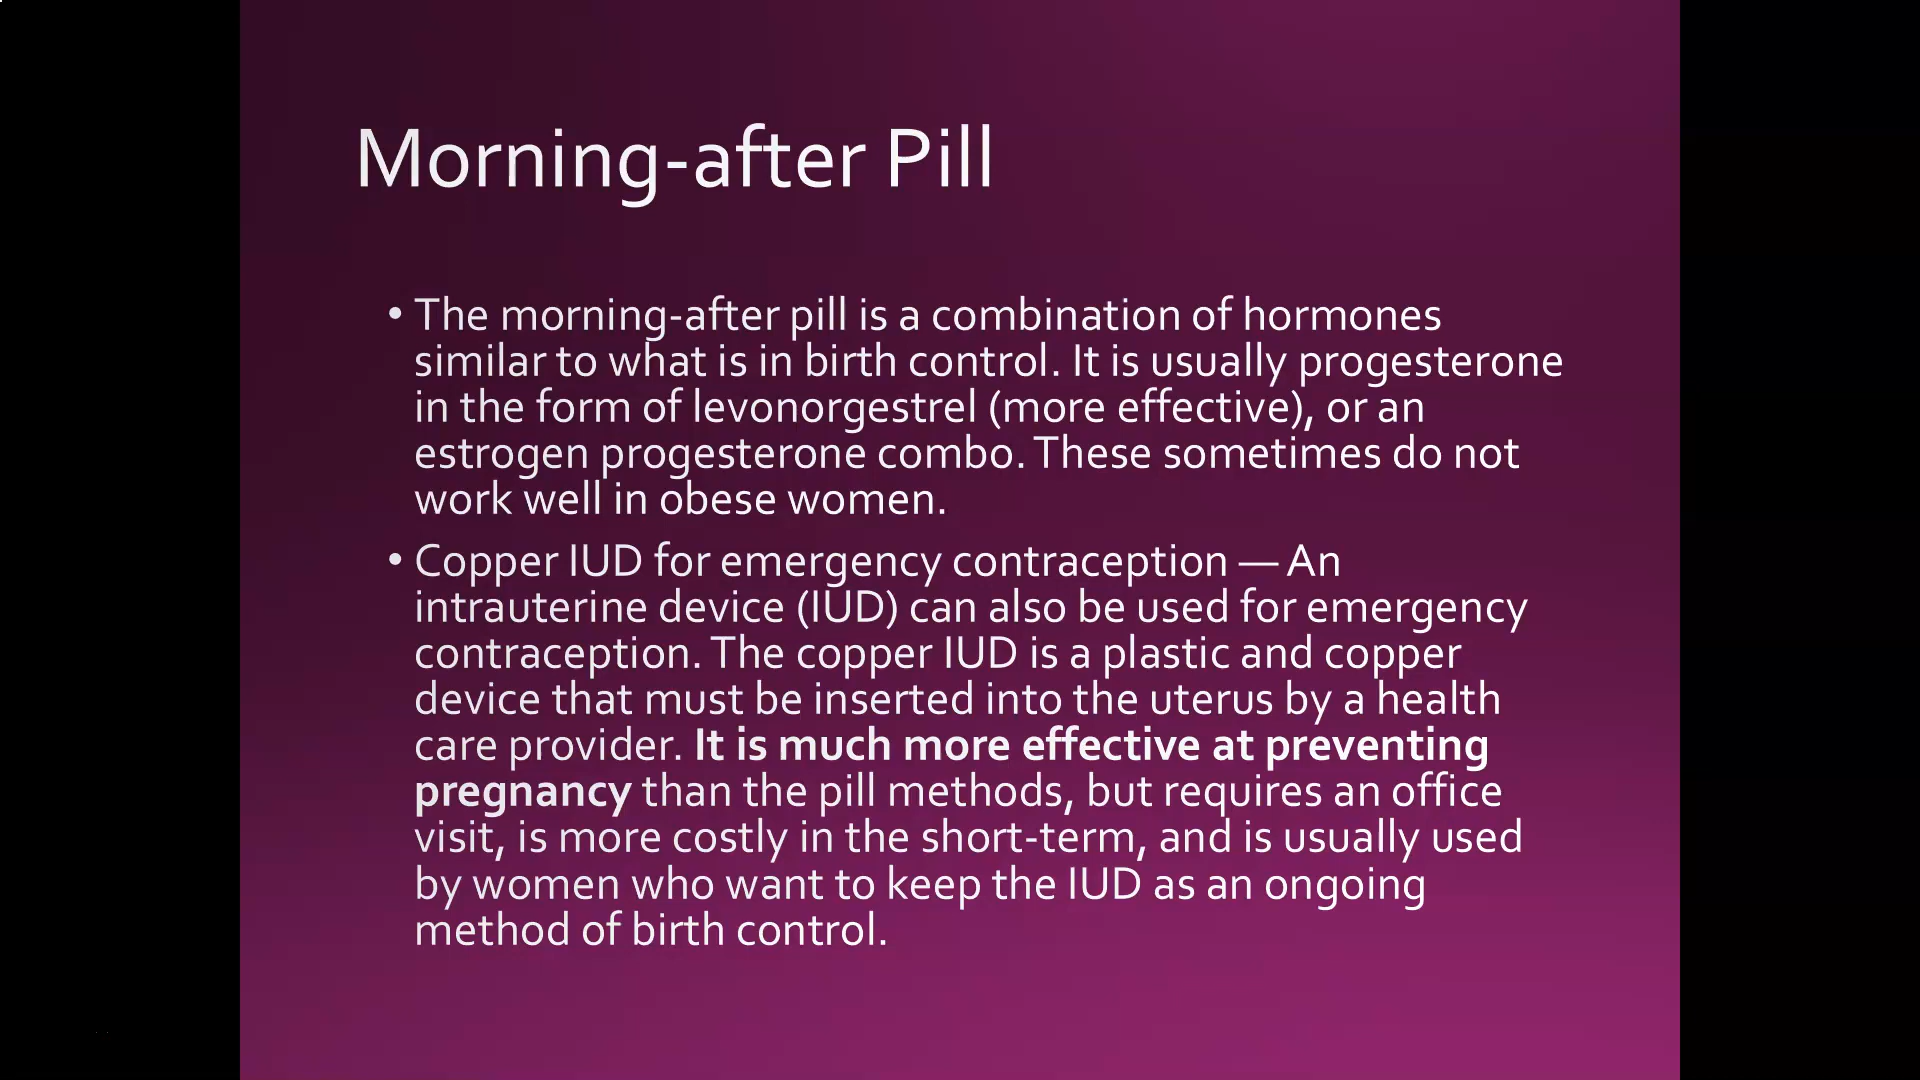 Morning-after Pill
• The morning-after pill is a combination of hormones
similar to what is in birth control. It is usually progesterone
in the form of levonorgestrel (more effective), or an
estrogen progesterone combo. These sometimes do not
work well in obese women.
• Copper IUD for emergency contraception — An
intrauterine device (IUD) can also be used for emergency
contraception. The copper IUD is a plastic and copper
device that must be inserted into the uterus by a health
care provider. It is much more effective at preventing
pregnancy than the pill methods, but requires an office
visit, is more costly in the short-term, and is usually used
by women who want to keep the IUD as an ongoing
method of birth control.